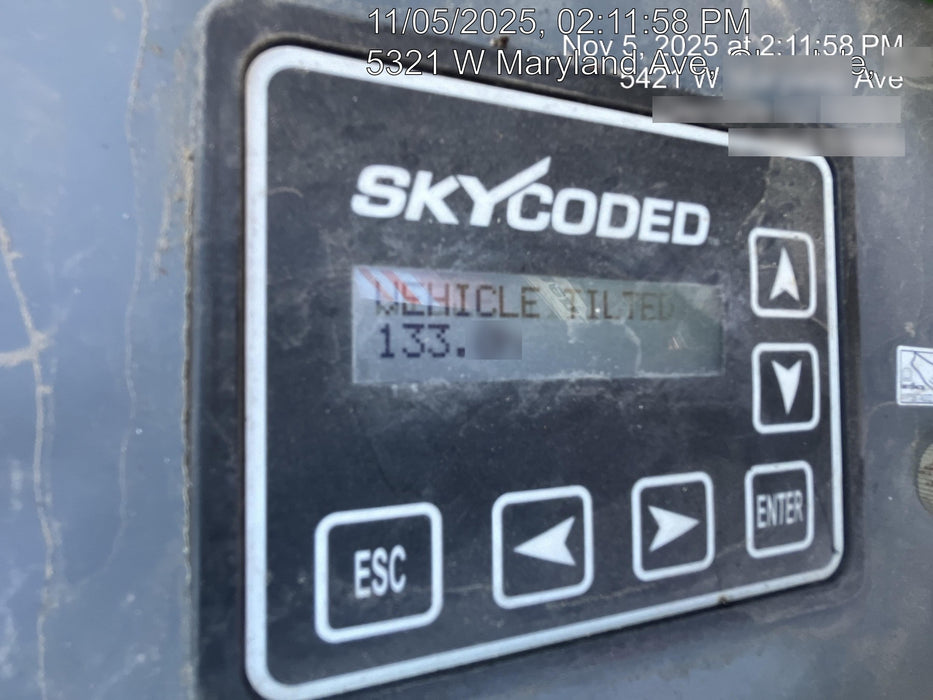 11/05/2025, 02:11:58 PM
Nov 5, 2025 at 2:11:58 PM
5321 W Maryland Ave,
5421 W Ave
SKYCODED
VEHICLE TILTED
133.
ESC
ENTER